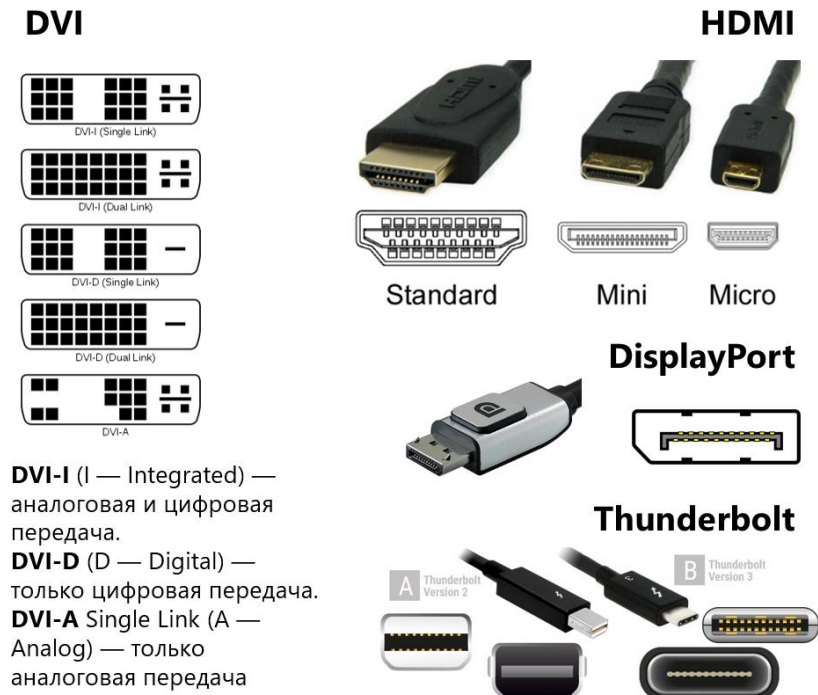 DVI
DVI-I (Single Link)
DVI-I (Dual Link)
DVI-D (Single Link)
DVI-D (Dual Link)
DVI-A
DVI-I (I — Integrated) —
аналоговая и цифровая
передача.
DVI-D (D — Digital) —
только цифровая передача.
DVI-A Single Link (A —
Analog) — только
аналоговая передача
HDMI
Standard
Mini
Micro
DisplayPort
Thunderbolt
A
Thunderbolt
Version 2
B
Thunderbolt
Version 3
3